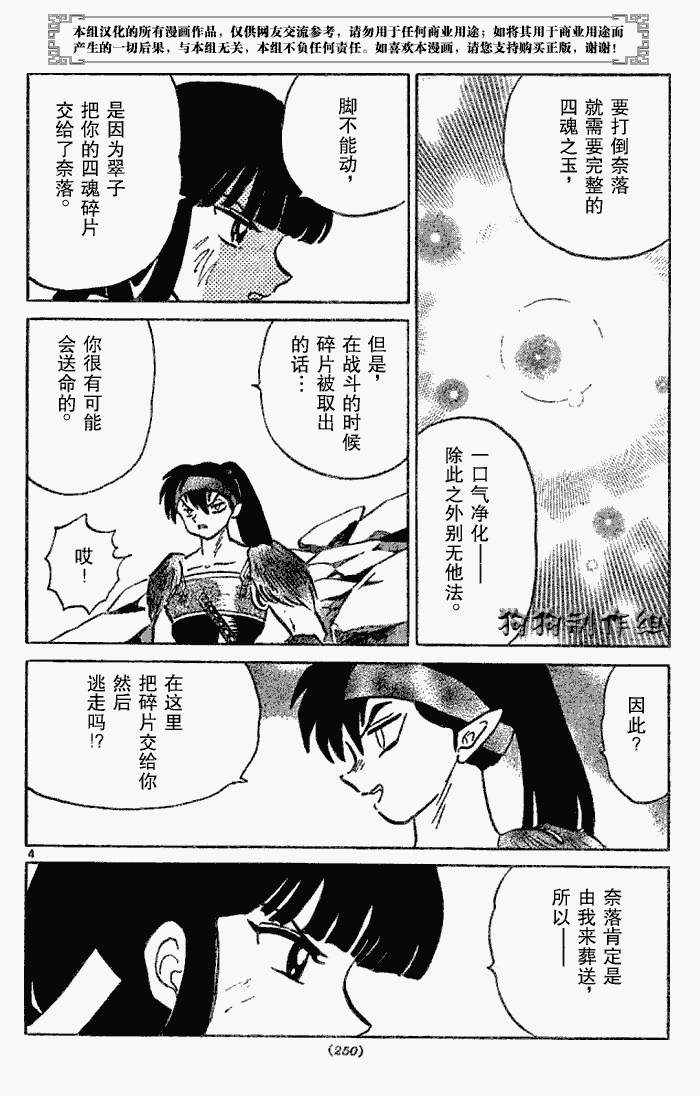 本组汉化的所有漫画作品，仅供网友交流参考，请勿用于任何商业用途；如将其用于商业用途而
产生的一切后果，与本组无关，本组不负任何责任。如喜欢本漫画，请您支持购买正版，谢谢！
要打倒奈落
就需要完整的
四魂之玉，
一口气净化——
除此之外别无他法。
狗狗制作组
脚不能动，
是因为翠子
把你的四魂碎片
交给了奈落。
但是，
在战斗的时候
碎片被取出
的话…
你很有可能
会送命的。
哎！
因此？
在这里
把碎片交给你
然后
逃走吗!?
4
奈落肯定是
由我来葬送，
所以——
(250)